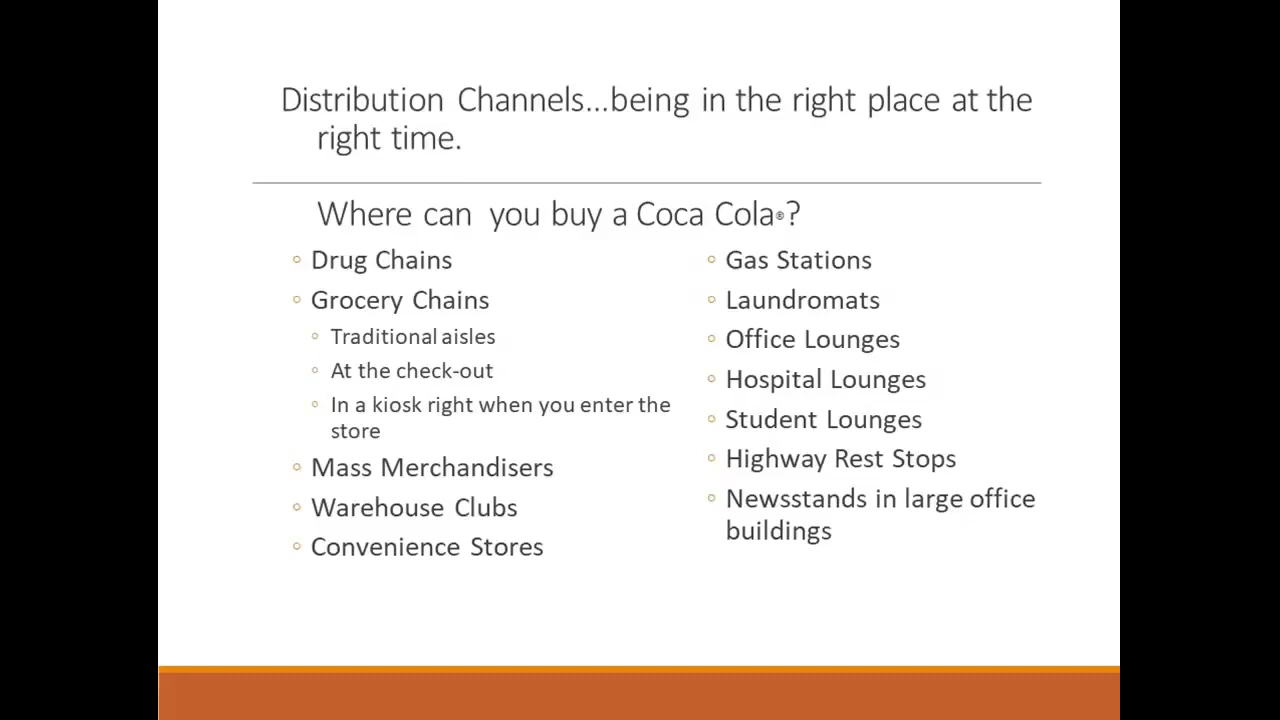 Distribution Channels...being in the right place at the
right time.
Where can you buy a Coca Cola®?
◦ Drug Chains
◦ Grocery Chains
◦ Traditional aisles
◦ At the check-out
◦ In a kiosk right when you enter the
store
◦ Mass Merchandisers
◦ Warehouse Clubs
◦ Convenience Stores
◦ Gas Stations
◦ Laundromats
◦ Office Lounges
◦ Hospital Lounges
◦ Student Lounges
◦ Highway Rest Stops
◦ Newsstands in large office
buildings